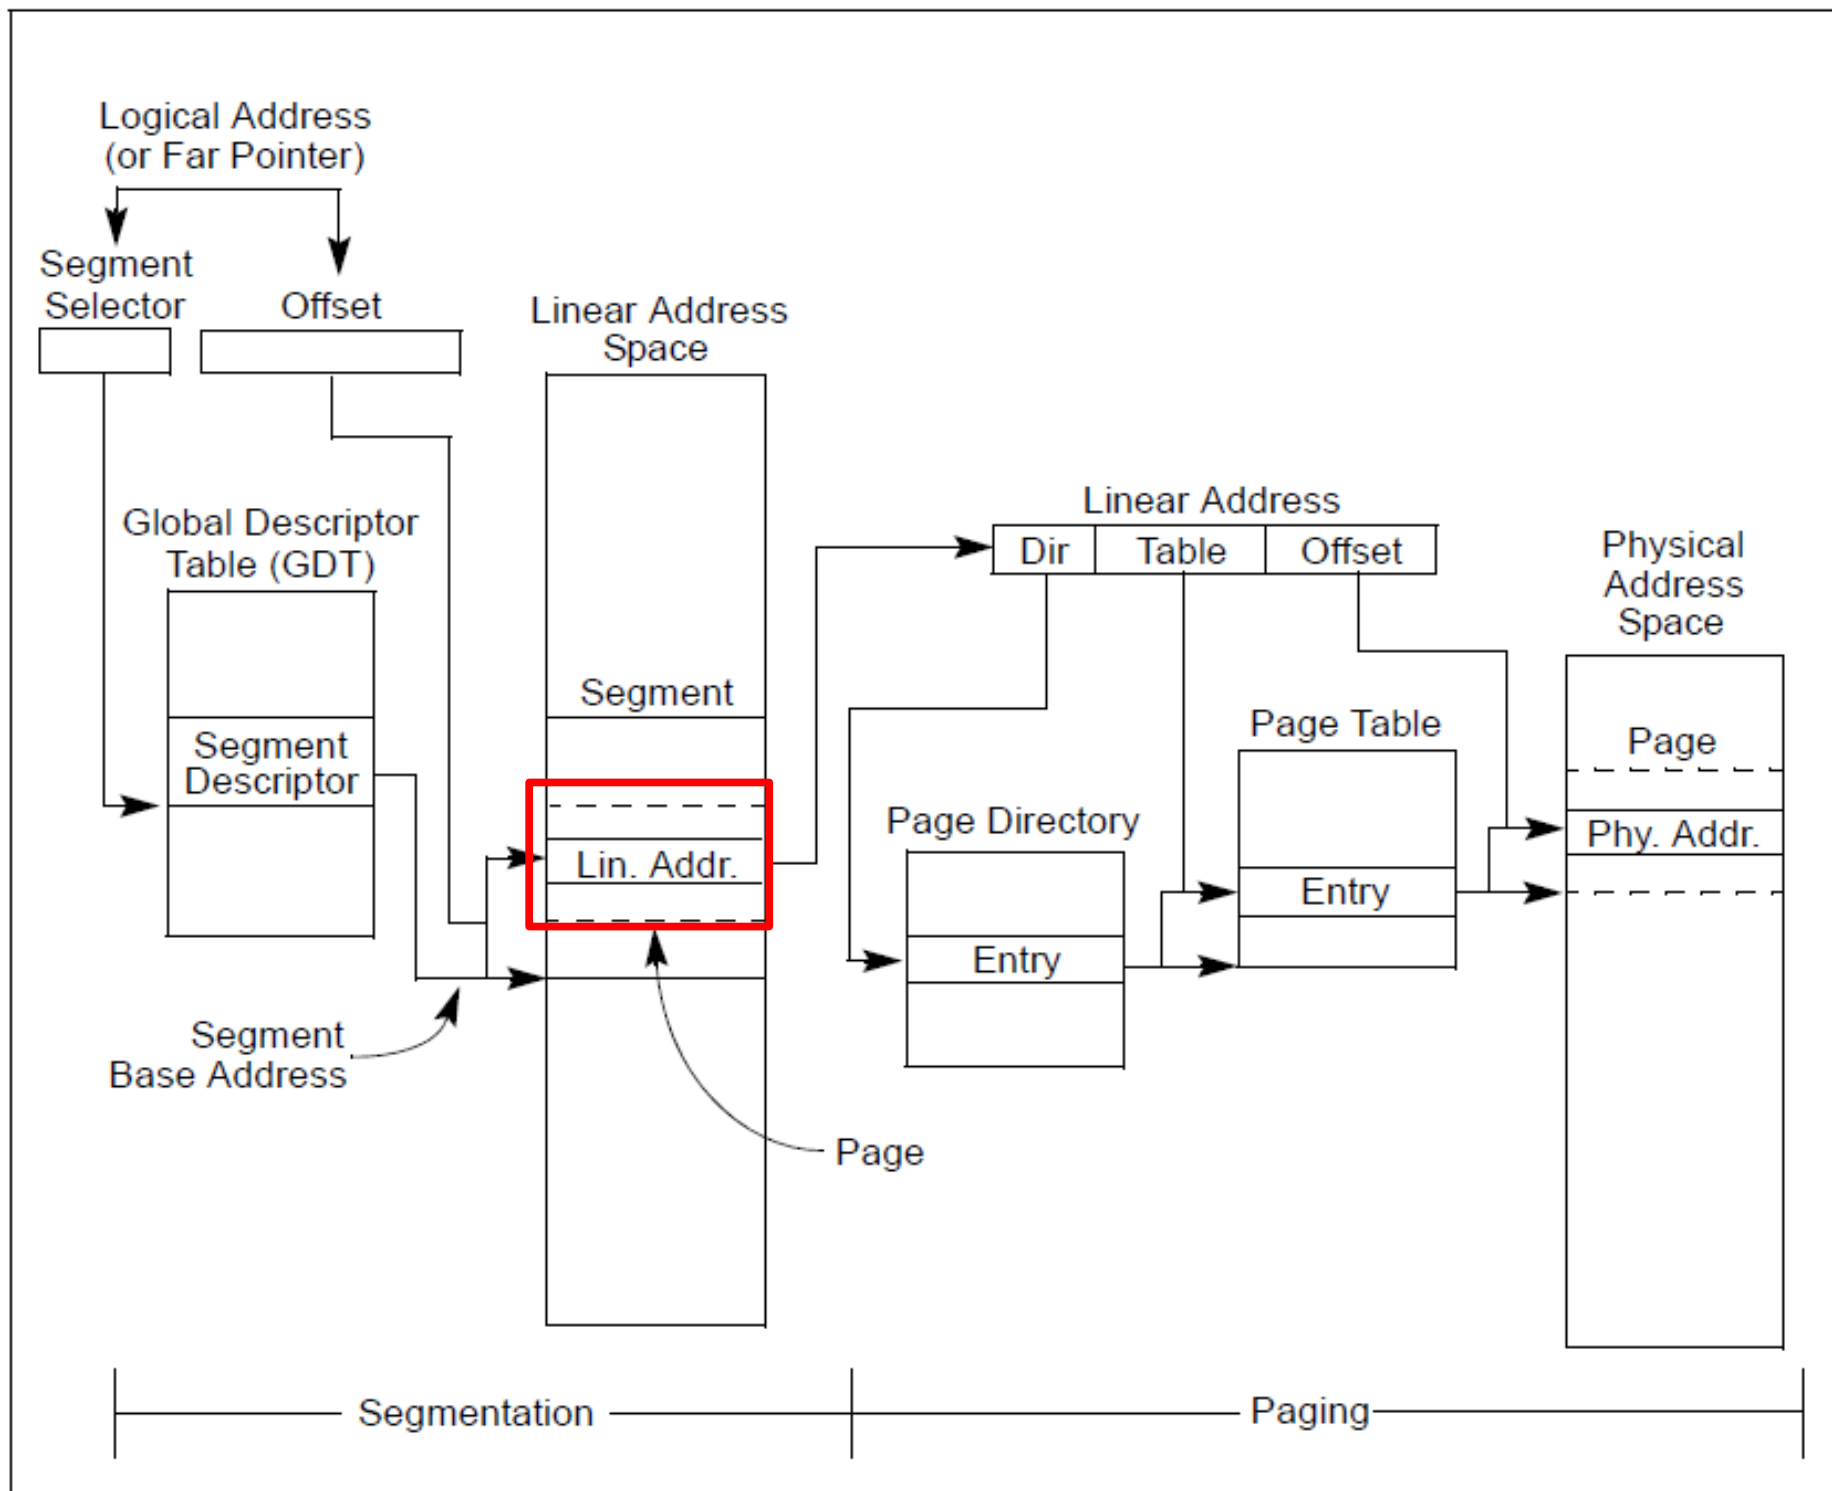 Logical Address
(or Far Pointer)
Segment
Selector
Offset
Linear Address
Space
Global Descriptor
Table (GDT)
Linear Address
Dir
Table
Offset
Physical
Address
Space
Segment
Segment
Descriptor
Page Table
Page
Page Directory
Lin. Addr.
Phy. Addr.
Entry
Entry
Segment
Base Address
Page
Segmentation
Paging